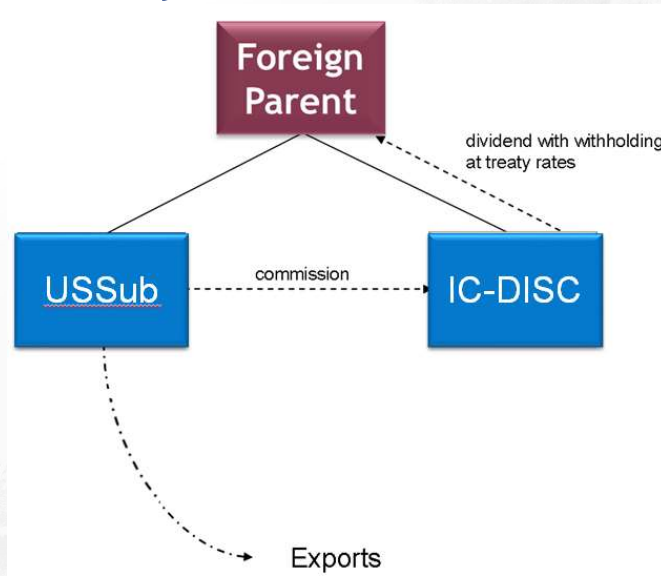 Foreign
Parent
dividend with withholding
at treaty rates
USSub
commission
IC-DISC
Exports